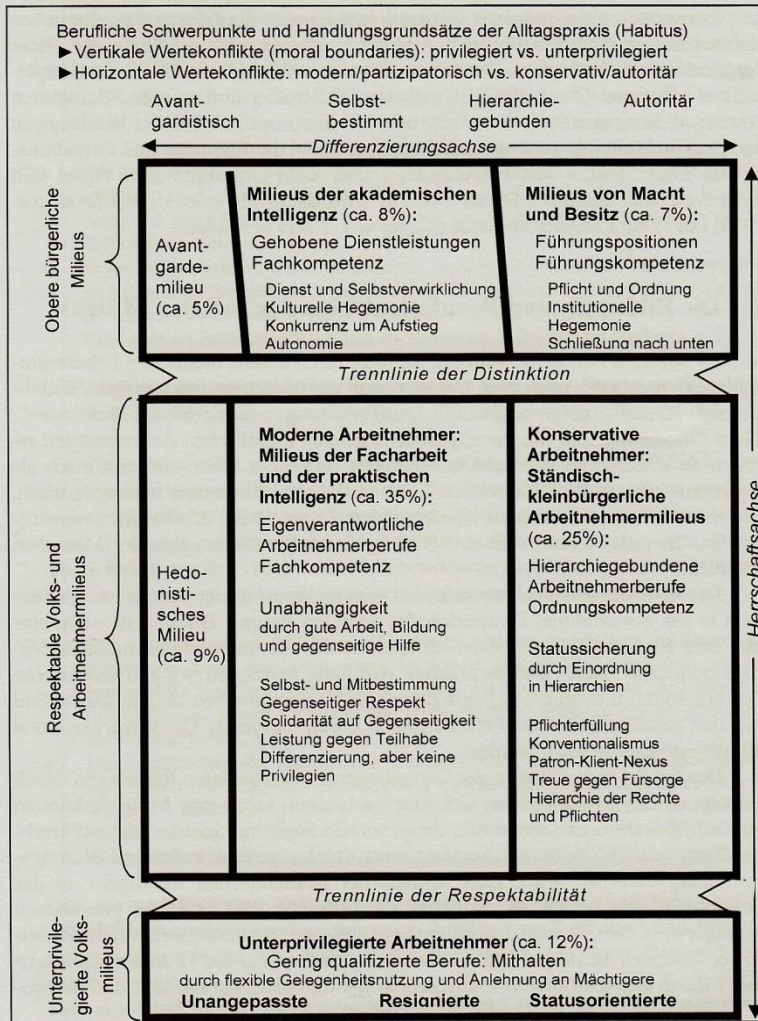 Berufliche Schwerpunkte und Handlungsgrundsätze der Alltagspraxis (Habitus)
►Vertikale Wertekonflikte (moral boundaries): privilegiert vs. unterprivilegiert
►Horizontale Wertekonflikte: modern/partizipatorisch vs. konservativ/autoritär
Avant-
gardistisch
Selbst-
bestimmt
Hierarchie-
gebunden
Autoritär
Differenzierungsachse
Obere bürgerliche
Milieus
Avant-
garde-
milieu
(ca. 5%)
Milieus der akademischen
Intelligenz (ca. 8%):
Gehobene Dienstleistungen
Fachkompetenz
Dienst und Selbstverwirklichung
Kulturelle Hegemonie
Konkurrenz um Aufstieg
Autonomie
Milieus von Macht
und Besitz (ca. 7%):
Führungspositionen
Führungskompetenz
Pflicht und Ordnung
Institutionelle
Hegemonie
Schließung nach unten
Trennlinie der Distinktion
Respektable Volks- und
Arbeitnehmermilieus
Hedo-
nisti-
sches
Milieu
(ca. 9%)
Moderne Arbeitnehmer:
Milieus der Facharbeit
und der praktischen
Intelligenz (ca. 35%):
Eigenverantwortliche
Arbeitnehmerberufe
Fachkompetenz
Unabhängigkeit
durch gute Arbeit, Bildung
und gegenseitige Hilfe
Selbst- und Mitbestimmung
Gegenseitiger Respekt
Solidarität auf Gegenseitigkeit
Leistung gegen Teilhabe
Differenzierung, aber keine
Privilegien
Konservative
Arbeitnehmer:
Ständisch-
kleinbürgerliche
Arbeitnehmermilieus
(ca. 25%):
Hierarchiegebundene
Arbeitnehmerberufe
Ordnungskompetenz
Statussicherung
durch Einordnung
in Hierarchien
Pflichterfüllung
Konventionalismus
Patron-Klient-Nexus
Treue gegen Fürsorge
Hierarchie der Rechte
und Pflichten
Herrschaftsachse
Trennlinie der Respektabilität
Unterprivile-
gierte Volks-
milieus
Unterprivilegierte Arbeitnehmer (ca. 12%):
Gering qualifizierte Berufe: Mithalten
durch flexible Gelegenheitsnutzung und Anlehnung an Mächtigere
Unangepasste Resignierte Statusorientierte